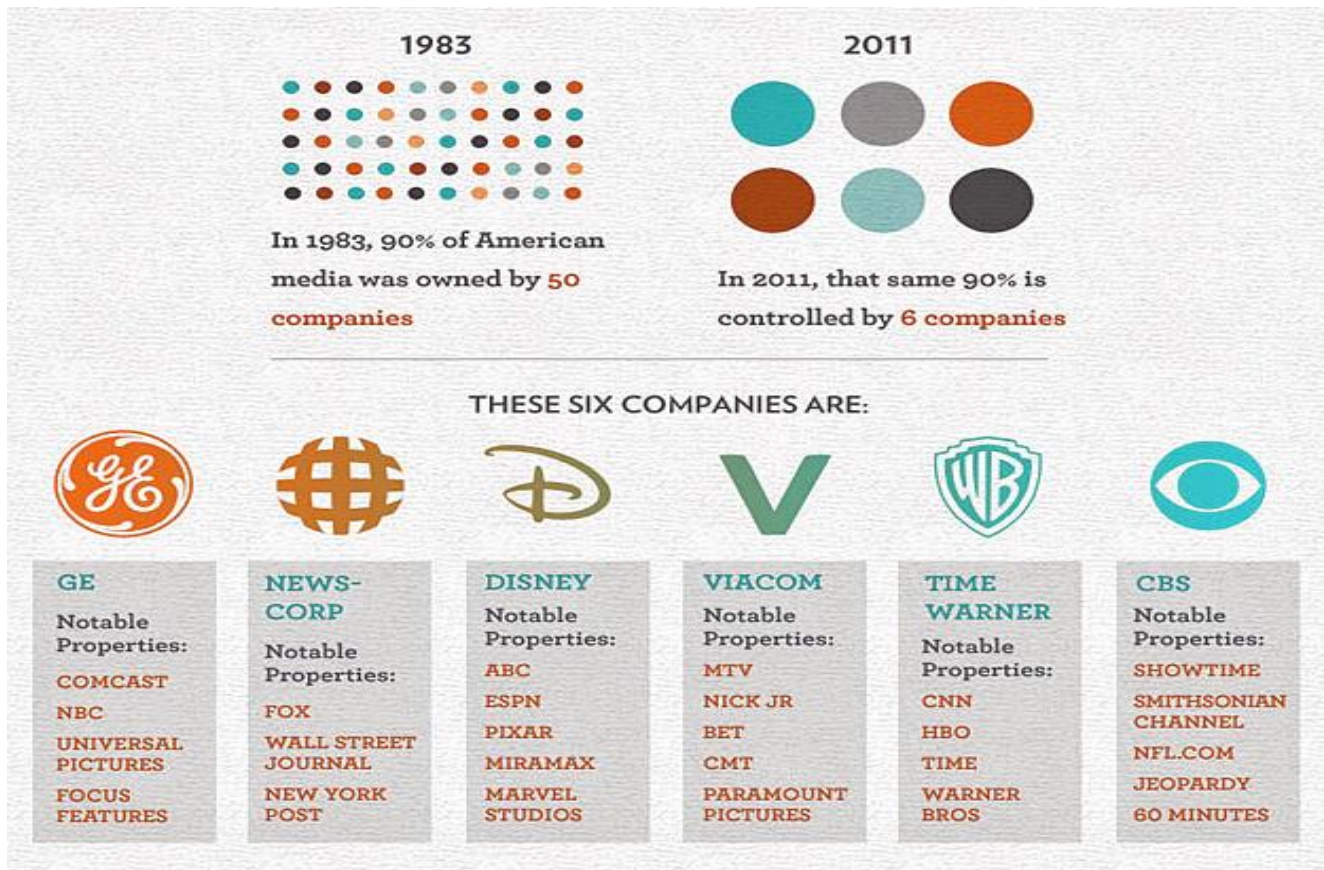 1983
In 1983, 90% of American
media was owned by 50
companies
2011
In 2011, that same 90% is
controlled by 6 companies
THESE SIX COMPANIES ARE:
GE
GE
Notable
Properties:
COMCAST
NBC
UNIVERSAL
PICTURES
FOCUS
FEATURES
NEWS-
CORP
Notable
Properties:
FOX
WALL STREET
JOURNAL
NEW YORK
POST
D
DISNEY
Notable
Properties:
ABC
ESPN
PIXAR
MIRAMAX
MARVEL
STUDIOS
V
VIACOM
Notable
Properties:
MTV
NICK JR
BET
CMT
PARAMOUNT
PICTURES
WB
TIME
WARNER
Notable
Properties:
CNN
HBO
TIME
WARNER
BROS
CBS
Notable
Properties:
SHOWTIME
SMITHSONIAN
CHANNEL
NFL.COM
JEOPARDY
60 MINUTES